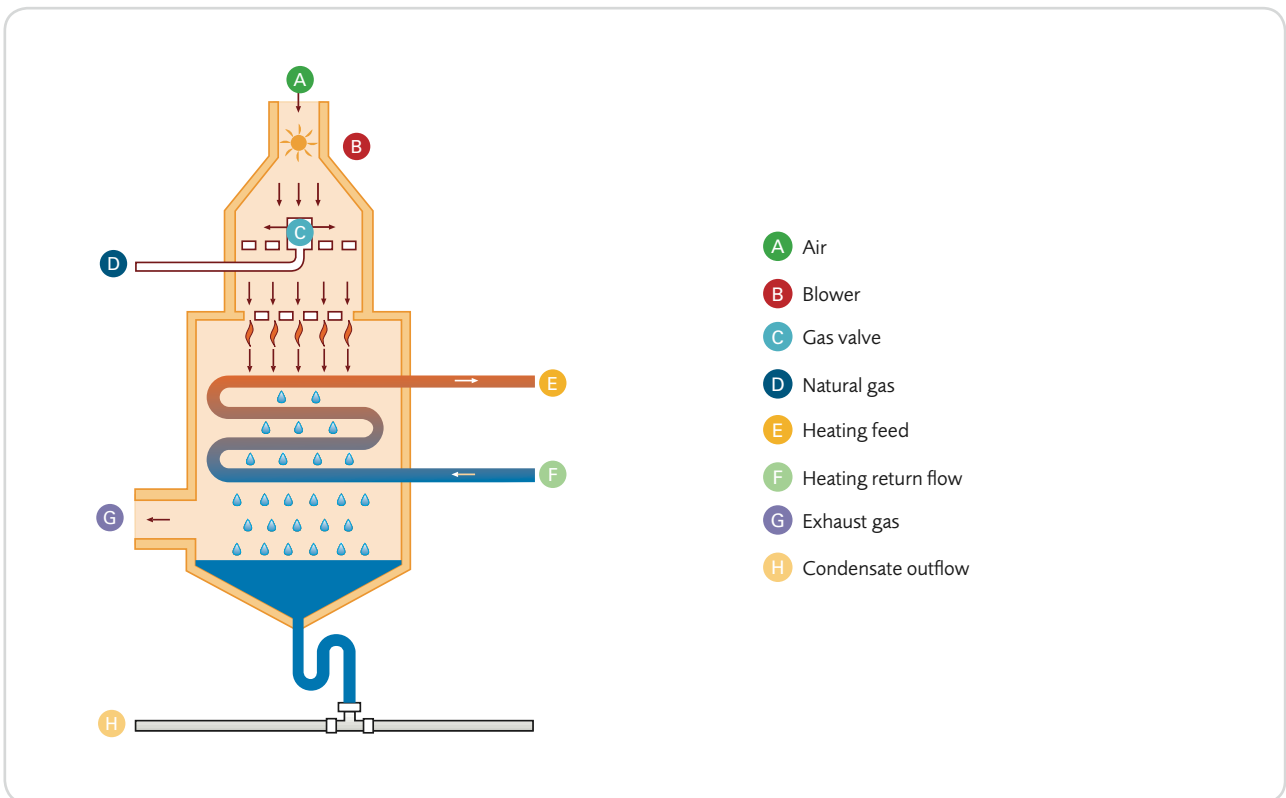 A
B
C
D
E
F
G
H
A Air
B Blower
C Gas valve
D Natural gas
E Heating feed
F Heating return flow
G Exhaust gas
H Condensate outflow